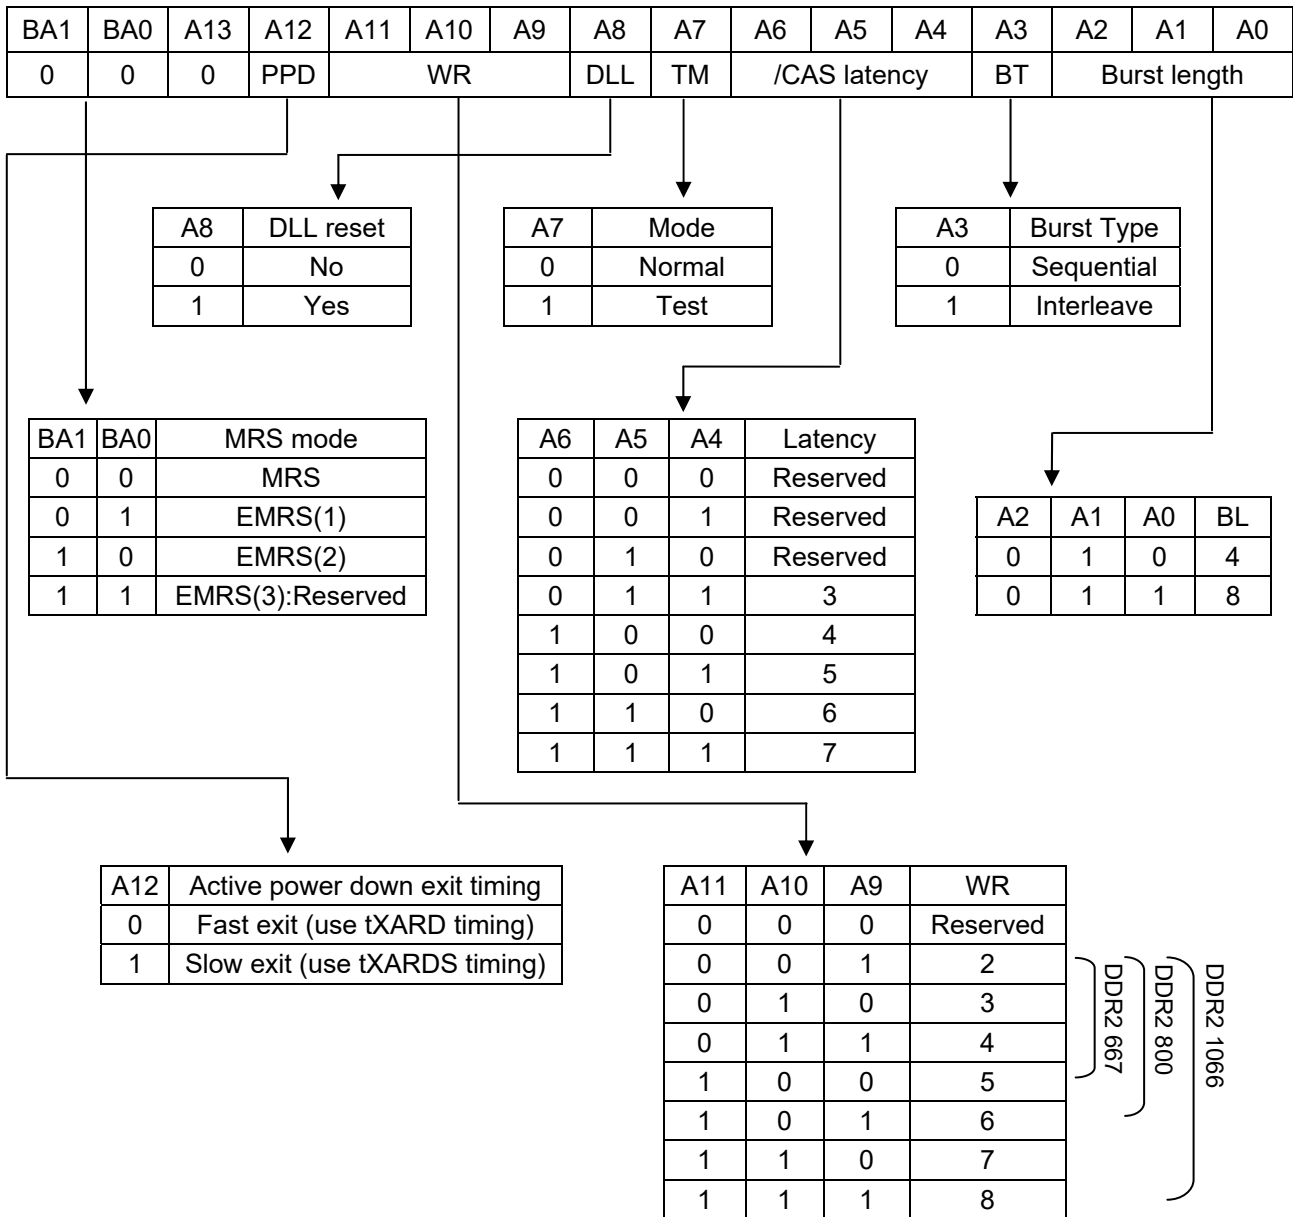 BA1 BA0 A13 A12 A11 A10 A9 A8 A7 A6 A5 A4 A3 A2 A1 A0
0 0 0 PPD WR DLL TM /CAS latency BT Burst length
A8 DLL reset
0 No
1 Yes
A7 Mode
0 Normal
1 Test
A3 Burst Type
0 Sequential
1 Interleave
BA1 BA0 MRS mode
0 0 MRS
0 1 EMRS(1)
1 0 EMRS(2)
1 1 EMRS(3):Reserved
A6 A5 A4 Latency
0 0 0 Reserved
0 0 1 Reserved
0 1 0 Reserved
0 1 1 3
1 0 0 4
1 0 1 5
1 1 0 6
1 1 1 7
A2 A1 A0 BL
0 1 0 4
0 1 1 8
A12 Active power down exit timing
0 Fast exit (use tXARD timing)
1 Slow exit (use tXARDS timing)
A11 A10 A9 WR
0 0 0 Reserved
0 0 1 2
0 1 0 3
0 1 1 4
1 0 0 5
1 0 1 6
1 1 0 7
1 1 1 8
DDR2 667
DDR2 800
DDR2 1066